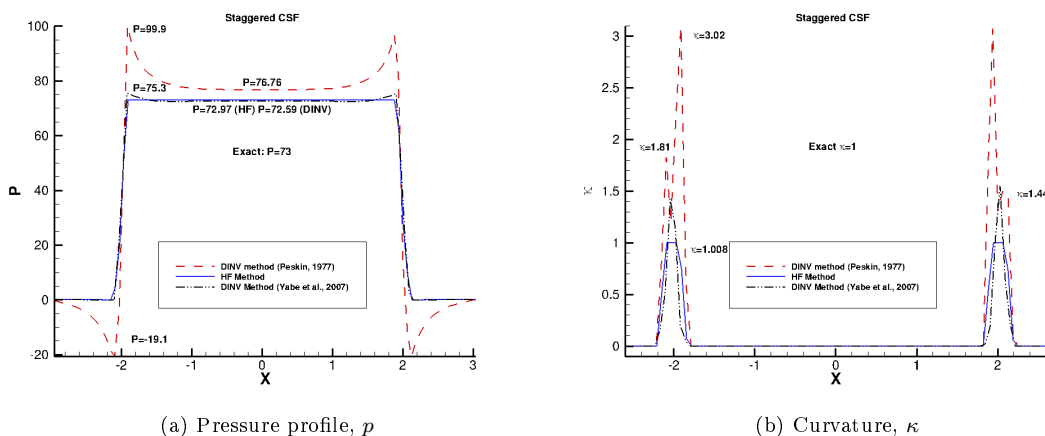 Staggered CSF
P=99.9
P=76.76
P=75.3
P=72.97 (HF) P=72.59 (DINV)
Exact: P=73
P=-19.1
DINV method (Peskin, 1977)
HF Method
DINV Method (Yabe et al., 2007)
P
100
80
60
40
20
0
-20
-2
-1
0
1
2
3
X
(a) Pressure profile, p
Staggered CSF
κ=3.02
κ=1.81
Exact κ=1
κ=1.44
κ=1.008
DINV method (Peskin, 1977)
HF Method
DINV Method (Yabe et al., 2007)
κ
3
2.5
2
1.5
1
0.5
0
-2
-1
0
1
2
X
(b) Curvature, κ